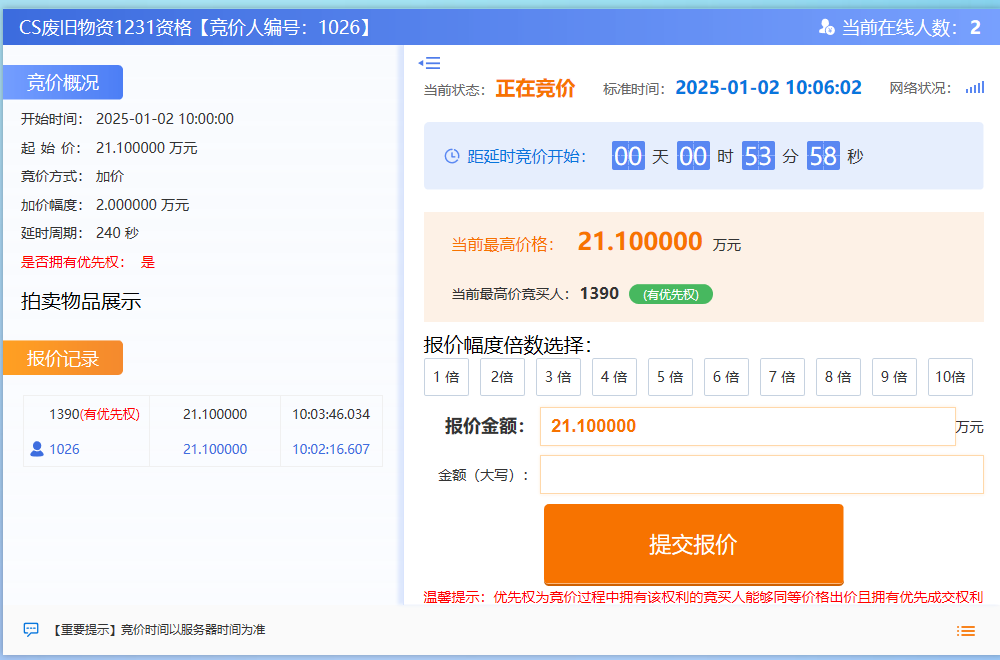 CS废旧物资1231资格【竞价人编号：1026】
当前在线人数：2
竞价概况
开始时间： 2025-01-02 10:00:00
起 始 价： 21.100000 万元
竞价方式： 加价
加价幅度： 2.000000 万元
延时周期： 240 秒
是否拥有优先权： 是
拍卖物品展示
报价记录
1390(有优先权) 21.100000 10:03:46.034
1026 21.100000 10:02:16.607
当前状态： 正在竞价 标准时间： 2025-01-02 10:06:02 网络状况：
距延时竞价开始： 00 天 00 时 53 分 58 秒
当前最高价格： 21.100000 万元
当前最高价竞买人： 1390 (有优先权)
报价幅度倍数选择：
1 倍 2倍 3 倍 4 倍 5 倍 6 倍 7 倍 8 倍 9 倍 10倍
报价金额： 21.100000 万元
金额（大写）：
提交报价
温馨提示：优先权为竞价过程中拥有该权利的竞买人能够同等价格出价且拥有优先成交权利
【重要提示】竞价时间以服务器时间为准